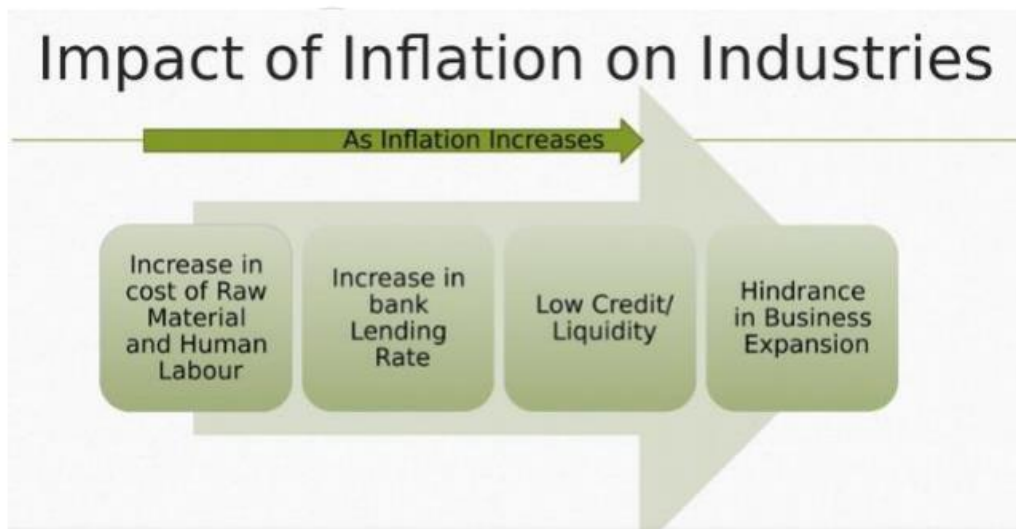 Impact of Inflation on Industries
As Inflation Increases
Increase in
cost of Raw
Material
and Human
Labour
Increase in
bank
Lending
Rate
Low Credit/
Liquidity
Hindrance
in Business
Expansion